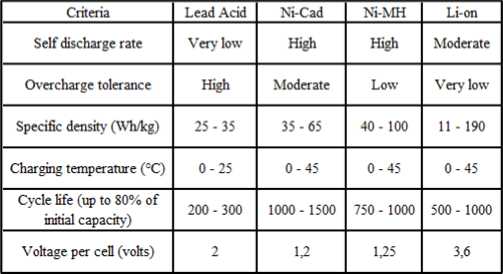 Criteria Lead Acid Ni-Cad Ni-MH Li-on
Self discharge rate Very low High High Moderate
Overcharge tolerance High Moderate Low Very low
Specific density (Wh/kg) 25 - 35 35 - 65 40 - 100 11 - 190
Charging temperature (°C) 0 - 25 0 - 45 0 - 45 0 - 45
Cycle life (up to 80% of
initial capacity) 200 - 300 1000 - 1500 750 - 1000 500 - 1000
Voltage per cell (volts) 2 1,2 1,25 3,6